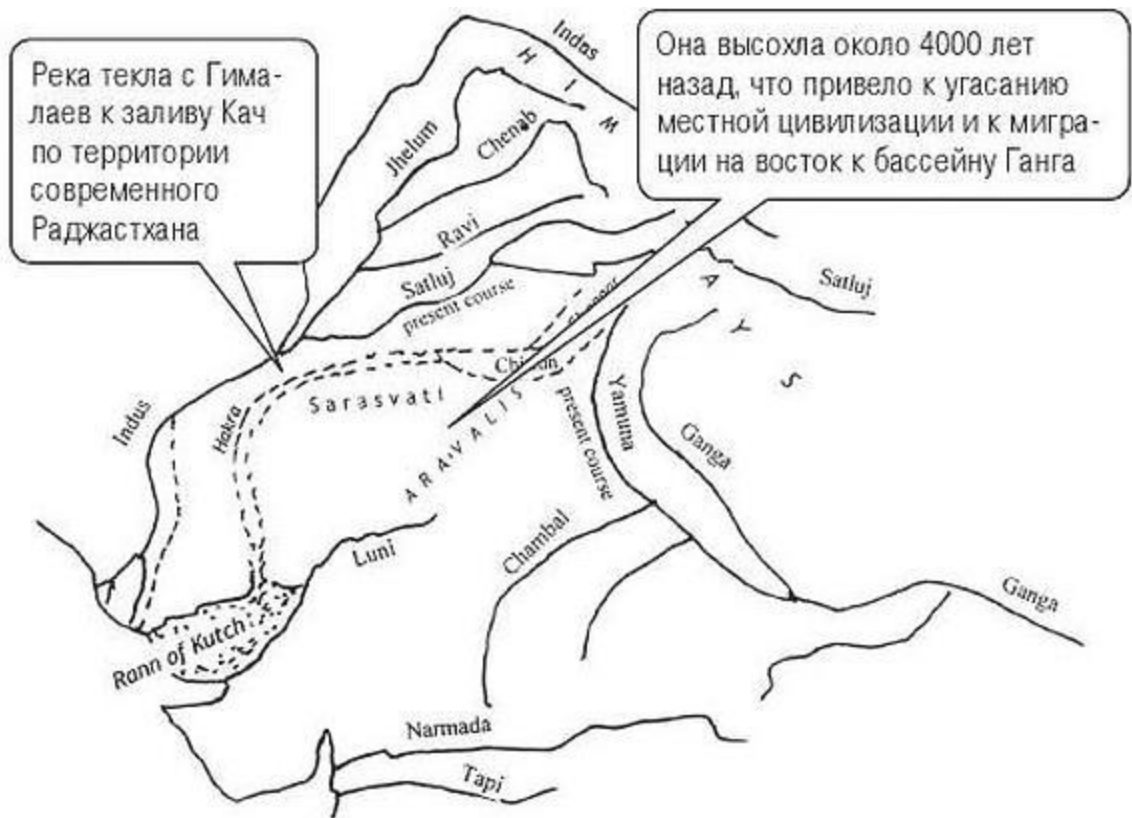 Река текла с Гима-
лаев к заливу Кач
по территории
современного
Раджастхана
Она высохла около 4000 лет
назад, что привело к угасанию
местной цивилизации и к мигра-
ции на восток к бассейну Ганга
Indas
H I M
A Y S
Jhelum
Chenab
Ravi
Satluj
present course
Satluj
Sarasvati
Hakra
Indus
ARAVALIS
present course
Yamuna
Ganga
Luni
Chambal
Ganga
Rann of Kutch
Narmada
Tapi